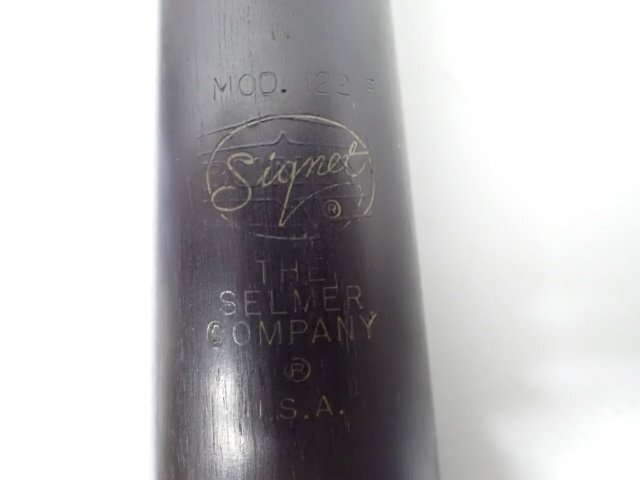 MOD. 122 F
Signet
®
THE
SELMER
COMPANY
®
U.S.A.